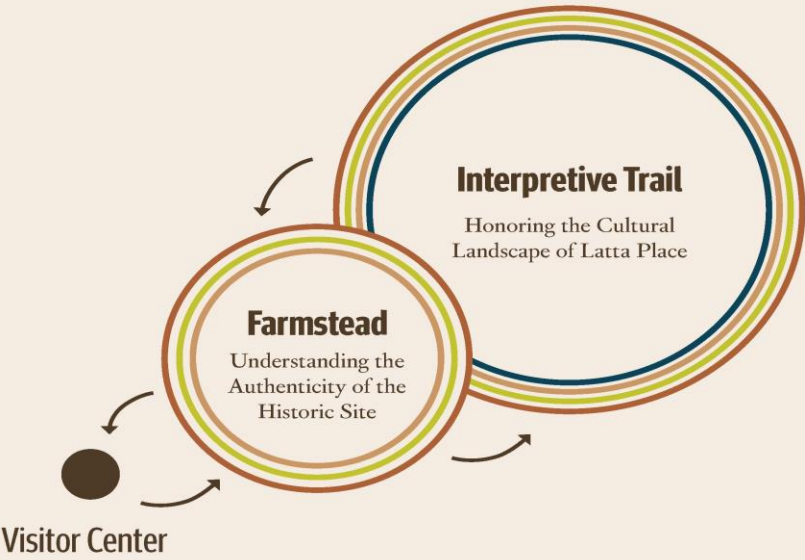 Interpretive Trail
Honoring the Cultural
Landscape of Latta Place
Farmstead
Understanding the
Authenticity of the
Historic Site
Visitor Center